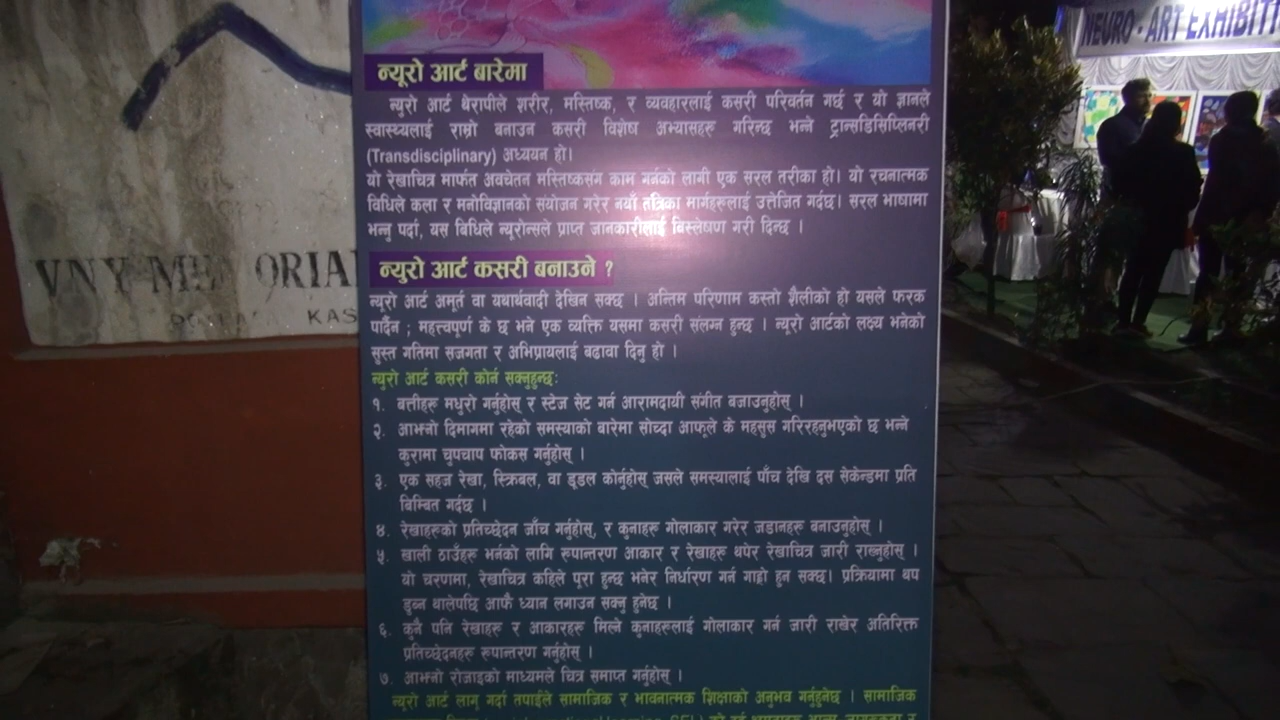 NEURO - ART EXHIBITI
VNY ME ORIA
KAS
न्यूरो आर्ट बारेमा
न्युरो आर्ट थेरापीले शरीर, मस्तिष्क, र व्यवहारलाई कसरी परिवर्तन गर्छ र यो ज्ञानले
स्वास्थ्यलाई राम्रो बनाउन कसरी विशेष अभ्यासहरू गरिन्छ भन्ने ट्रान्सडिसिप्लिनरी
(Transdisciplinary) अध्ययन हो।
यो रेखाचित्र मार्फत अवचेतन मस्तिष्कसंग काम गर्नको लागी एक सरल तरीका हो। यो रचनात्मक
विधिले कला र मनोविज्ञानको संयोजन गरेर नयाँ तन्त्रिका मार्गहरूलाई उत्तेजित गर्दछ। सरल भाषामा
भन्नु पर्दा, यस बिधिले न्यूरोन्सले प्राप्त जानकारीलाई विस्लेषण गरी दिन्छ ।
न्युरो आर्ट कसरी बनाउने ?
न्यूरो आर्ट अमूर्त वा यथार्थवादी देखिन सक्छ । अन्तिम परिणाम कस्तो शैलीको हो यसले फरक
पार्दैन ; महत्त्वपूर्ण के छ भने एक व्यक्ति यसमा कसरी संलग्न हुन्छ । न्यूरो आर्टको लक्ष्य भनेको
सुस्त गतिमा सजगता र अभिप्रायलाई बढावा दिनु हो ।
न्युरो आर्ट कसरी कोर्न सक्नुहुन्छः
१. बत्तीहरू मधुरो गर्नुहोस् र स्टेज सेट गर्न आरामदायी संगीत बजाउनुहोस् ।
२. आफ्नो दिमागमा रहेको समस्याको बारेमा सोच्दा आफूले के महसुस गरिरहनुभएको छ भन्ने
कुरामा चुपचाप फोकस गर्नुहोस् ।
३. एक सहज रेखा, स्क्रिबल, वा डूडल कोर्नुहोस् जसले समस्यालाई पाँच देखि दस सेकेन्डमा प्रति
बिम्बित गर्दछ ।
४. रेखाहरूको प्रतिच्छेदन जाँच गर्नुहोस्, र कुनाहरू गोलाकार गरेर जडानहरू बनाउनुहोस् ।
५. खाली ठाउँहरू भर्नको लागि रूपान्तरण आकार र रेखाहरू थपेर रेखाचित्र जारी राख्नुहोस् ।
यो चरणमा, रेखाचित्र कहिले पूरा हुन्छ भनेर निर्धारण गर्न गाह्रो हुन सक्छ। प्रक्रियामा थप
डुब्न थालेपछि आफै ध्यान लगाउन सक्नु हुनेछ ।
६. कुनै पनि रेखाहरू र आकारहरू मिल्ने कुनाहरूलाई गोलाकार गर्न जारी राखेर अतिरिक्त
प्रतिच्छेदनहरू रूपान्तरण गर्नुहोस् ।
७. आफ्नो रोजाइको माध्यमले चित्र समाप्त गर्नुहोस् ।
न्यूरो आर्ट लागू गर्दा तपाईले सामाजिक र भावनात्मक शिक्षाको अनुभव गर्नुहुनेछ । सामाजिक